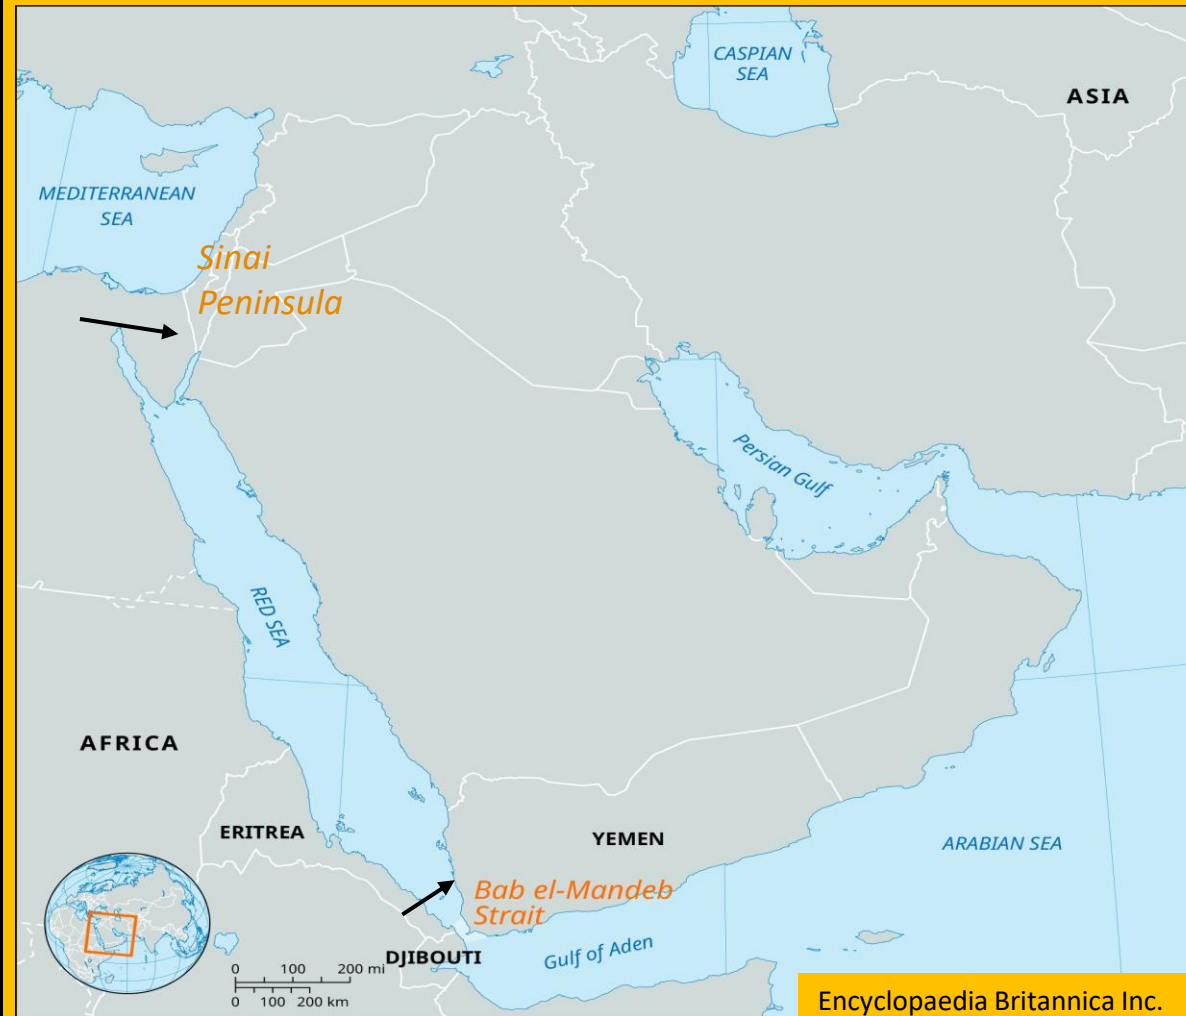 CASPIAN
SEA
ASIA
MEDITERRANEAN
SEA
Sinai
Peninsula
Persian Gulf
RED SEA
AFRICA
ERITREA
YEMEN
ARABIAN SEA
Bab el-Mandeb
Strait
DJIBOUTI
Gulf of Aden
0 100 200 mi
0 100 200 km
Encyclopaedia Britannica Inc.